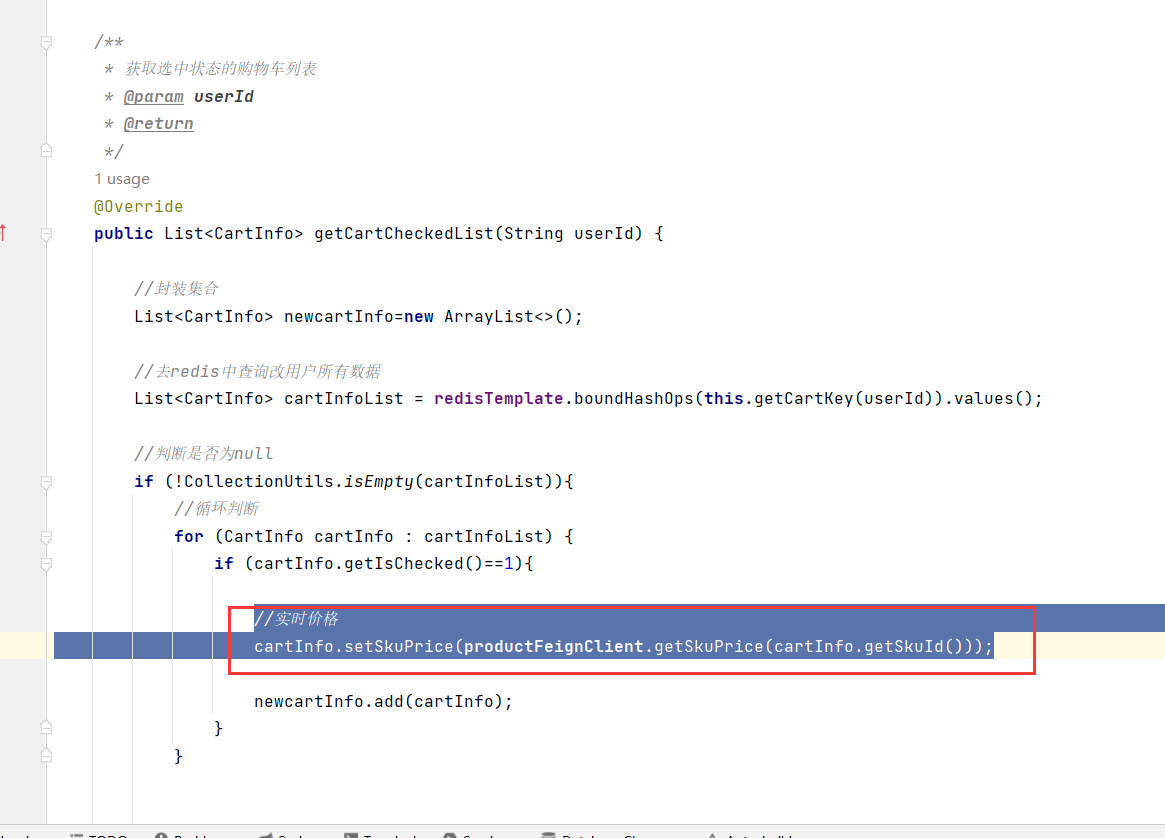 /**
* 获取选中状态的购物车列表
* @param userId
* @return
*/
1 usage
@Override
public List<CartInfo> getCartCheckedList(String userId) {
//封装集合
List<CartInfo> newcartInfo=new ArrayList<>();
//去redis中查询改用户所有数据
List<CartInfo> cartInfoList = redisTemplate.boundHashOps(this.getCartKey(userId)).values();
//判断是否为null
if (!CollectionUtils.isEmpty(cartInfoList)){
//循环判断
for (CartInfo cartInfo : cartInfoList) {
if (cartInfo.getIsChecked()==1){
//实时价格
cartInfo.setSkuPrice(productFeignClient.getSkuPrice(cartInfo.getSkuId()));
newcartInfo.add(cartInfo);
}
}